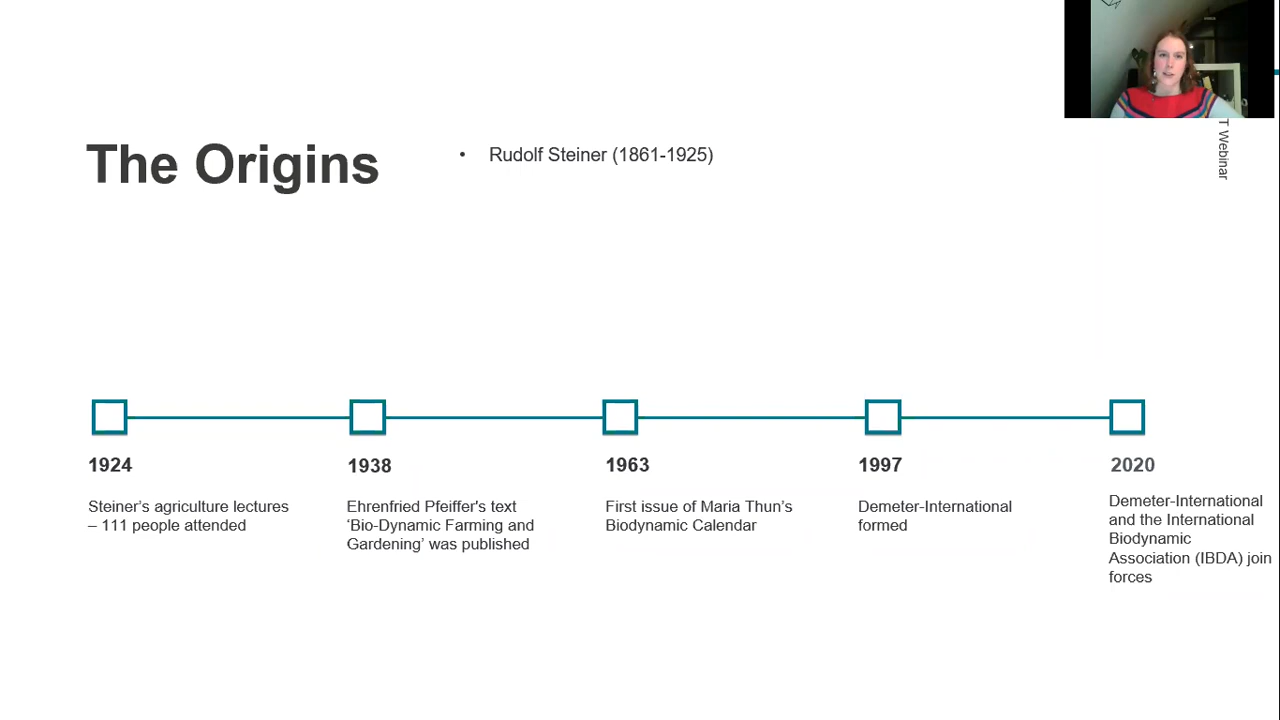 The Origins
• Rudolf Steiner (1861-1925)
T Webinar
1924
Steiner’s agriculture lectures
– 111 people attended
1938
Ehrenfried Pfeiffer's text
‘Bio-Dynamic Farming and
Gardening’ was published
1963
First issue of Maria Thun’s
Biodynamic Calendar
1997
Demeter-International
formed
2020
Demeter-International
and the International
Biodynamic
Association (IBDA) join
forces